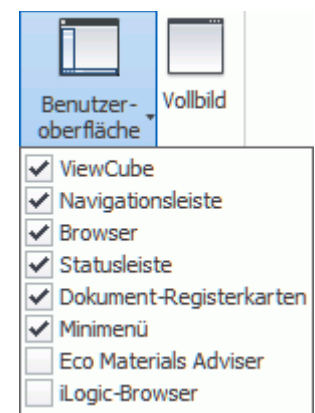 Benutzer-
oberfläche
Vollbild
ViewCube
Navigationsleiste
Browser
Statusleiste
Dokument-Registerkarten
Minimenü
Eco Materials Adviser
iLogic-Browser